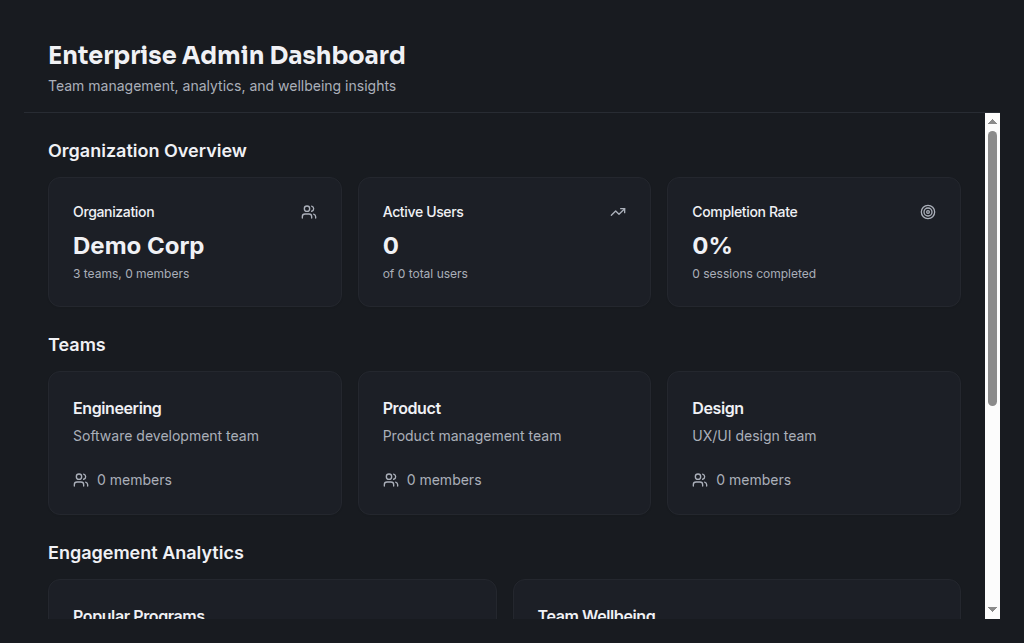 Enterprise Admin Dashboard
Team management, analytics, and wellbeing insights
Organization Overview
Organization
Demo Corp
3 teams, 0 members
Active Users
0
of 0 total users
Completion Rate
0%
0 sessions completed
Teams
Engineering
Software development team
0 members
Product
Product management team
0 members
Design
UX/UI design team
0 members
Engagement Analytics
Popular Programs
Team Wellbeing